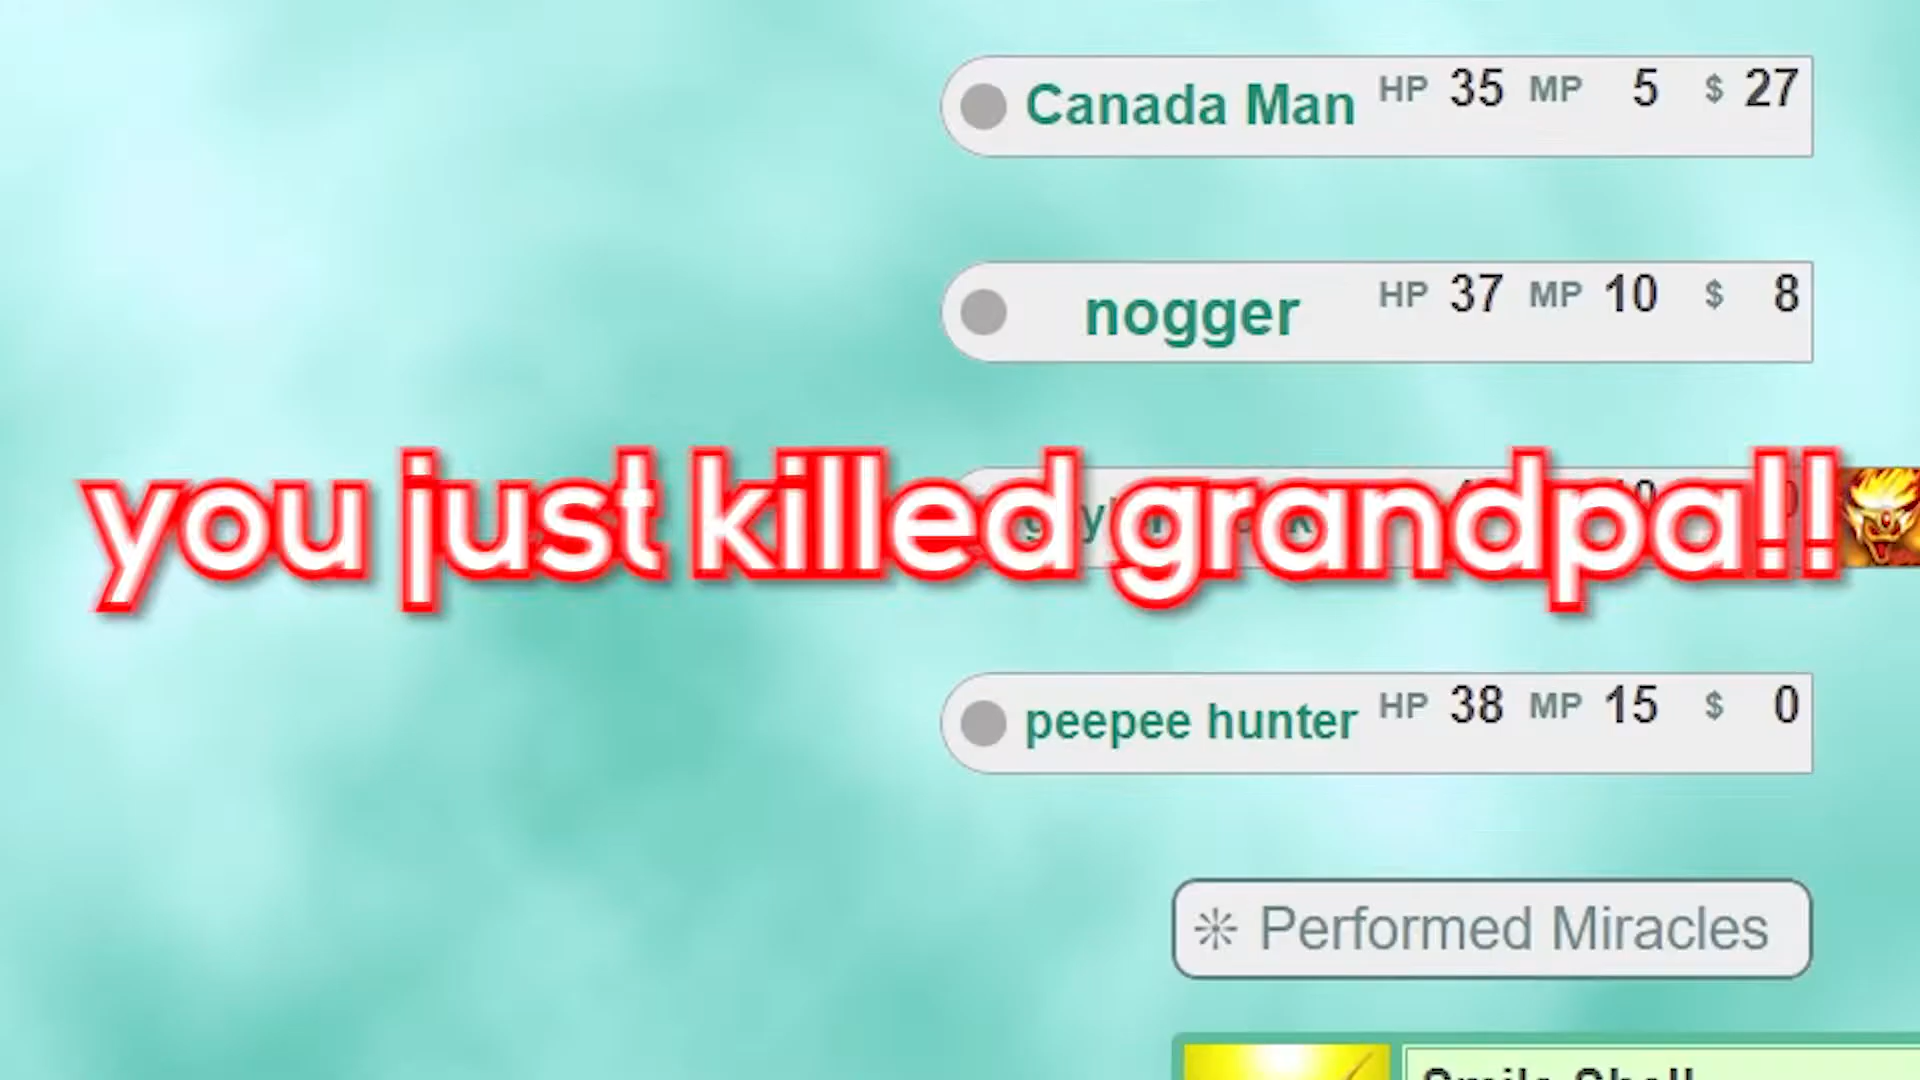 Canada Man HP 35 MP 5 $ 27
nogger HP 37 MP 10 $ 8
you just killed grandpa!!
peepee hunter HP 38 MP 15 $ 0
Performed Miracles